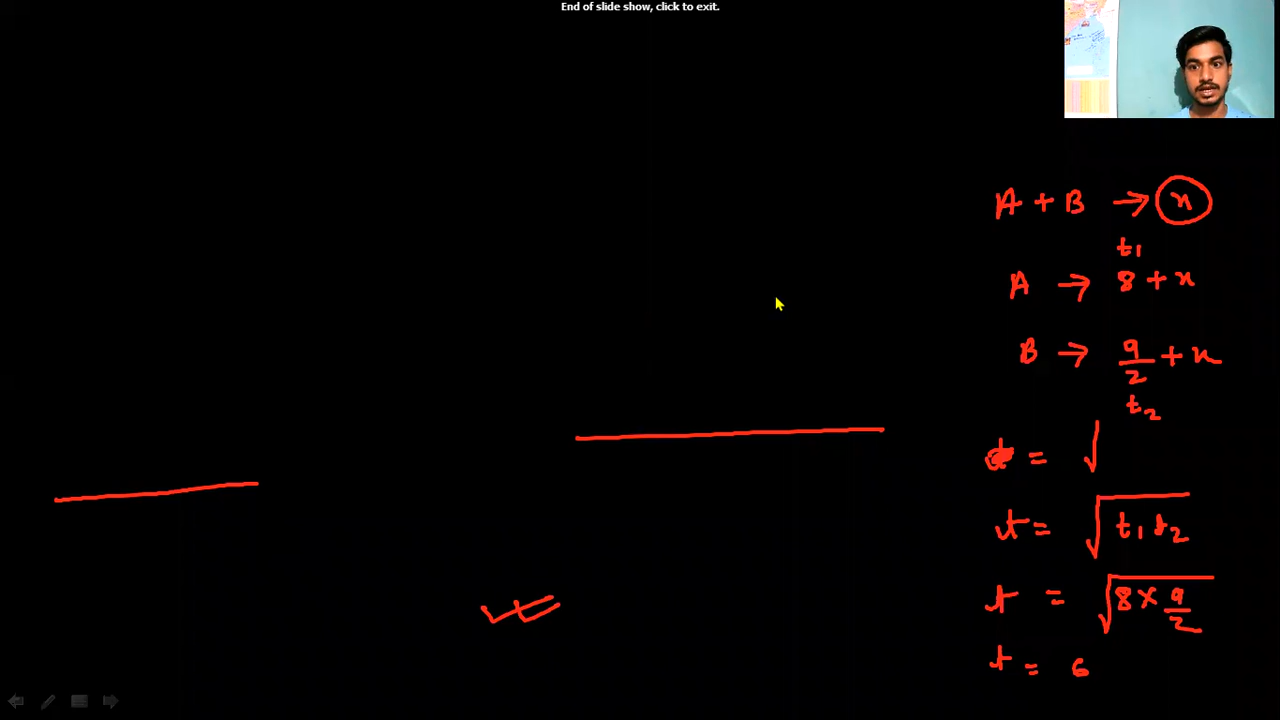 End of slide show, click to exit.
A + B → x
t1
A → 8 + x
B → 9/2 + x
t2
= √
t = √t1 t2
t = √8 × 9/2
t = 6